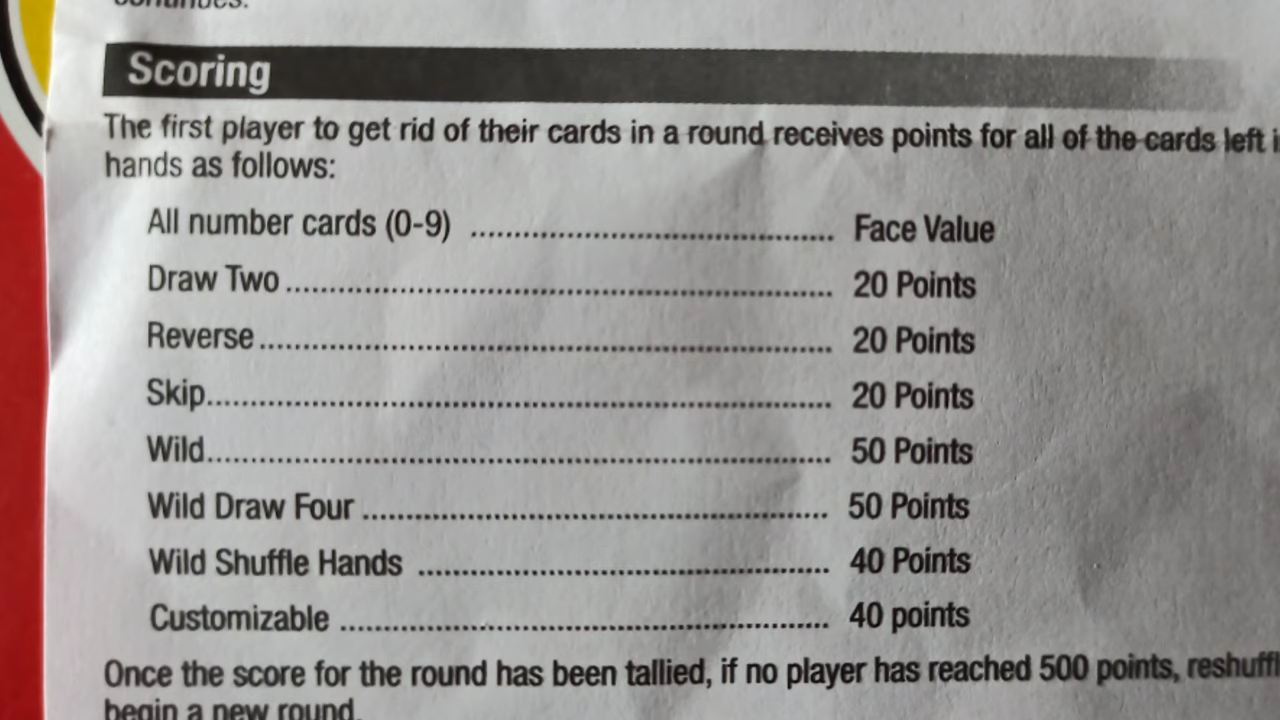 continues.
Scoring
The first player to get rid of their cards in a round receives points for all of the cards left
hands as follows:
All number cards (0-9) .......................................... Face Value
Draw Two ............................................................... 20 Points
Reverse .................................................................. 20 Points
Skip........................................................................ 20 Points
Wild........................................................................ 50 Points
Wild Draw Four ...................................................... 50 Points
Wild Shuffle Hands ............................................... 40 Points
Customizable ........................................................ 40 points
Once the score for the round has been tallied, if no player has reached 500 points,
begin a new round.